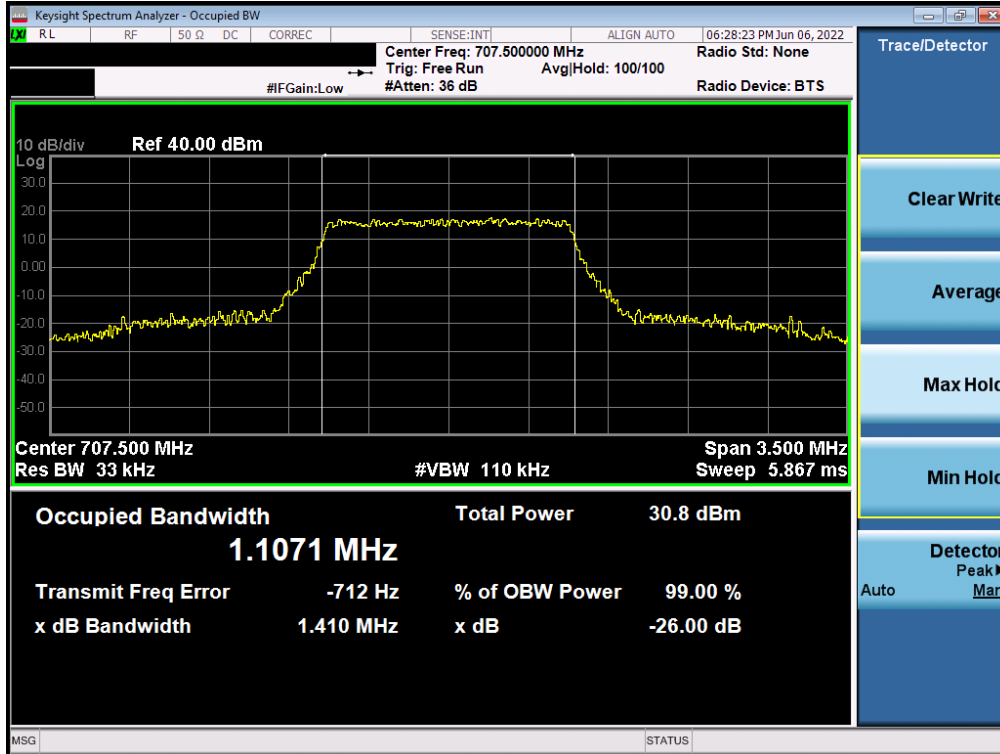 Keysight Spectrum Analyzer - Occupied BW
LXI RL RF 50 Ω DC CORREC SENSE:INT ALIGN AUTO 06:28:23 PM Jun 06, 2022
Center Freq: 707.500000 MHz Radio Std: None
Trig: Free Run Avg|Hold: 100/100
#IFGain:Low #Atten: 36 dB Radio Device: BTS
10 dB/div Ref 40.00 dBm
Log
30.0
20.0
10.0
0.00
-10.0
-20.0
-30.0
-40.0
-50.0
Center 707.500 MHz Span 3.500 MHz
Res BW 33 kHz #VBW 110 kHz Sweep 5.867 ms
Occupied Bandwidth Total Power 30.8 dBm
1.1071 MHz
Transmit Freq Error -712 Hz % of OBW Power 99.00 %
x dB Bandwidth 1.410 MHz x dB -26.00 dB
MSG STATUS
Trace/Detector
Clear Write
Average
Max Hold
Min Hold
Detector
Peak
Auto Man